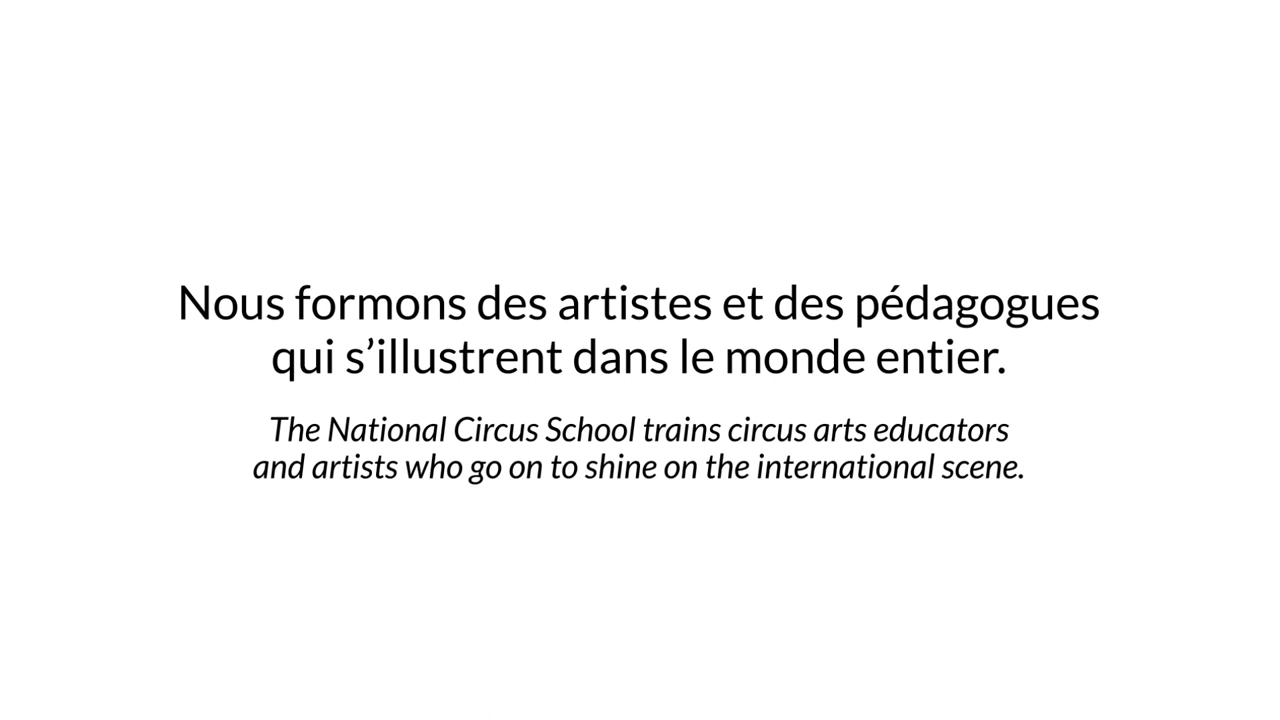 Nous formons des artistes et des pédagogues
qui s’illustrent dans le monde entier.
The National Circus School trains circus arts educators
and artists who go on to shine on the international scene.